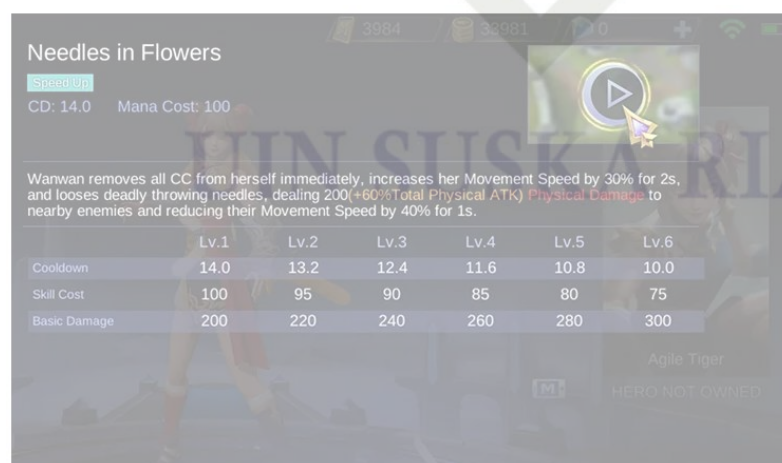 3984 33981 0
Needles in Flowers
Speed Up
CD: 14.0 Mana Cost: 100
UIN SUSKA RI
Wanwan removes all CC from herself immediately, increases her Movement Speed by 30% for 2s,
and looses deadly throwing needles, dealing 200(+60%Total Physical ATK) Physical Damage to
nearby enemies and reducing their Movement Speed by 40% for 1s.
Lv.1 Lv.2 Lv.3 Lv.4 Lv.5 Lv.6
Cooldown 14.0 13.2 12.4 11.6 10.8 10.0
Skill Cost 100 95 90 85 80 75
Basic Damage 200 220 240 260 280 300
Agile Tiger
M
HERO NOT OWNED